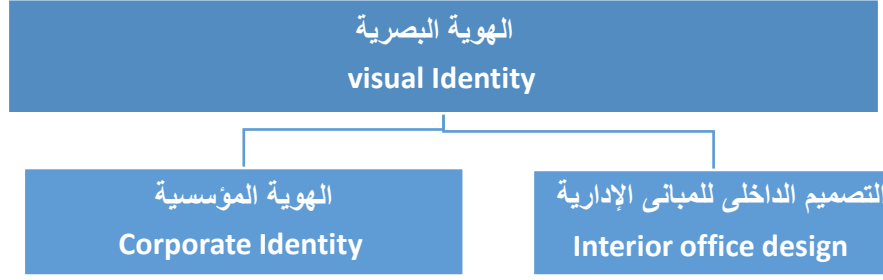 الهوية البصرية
visual Identity
التصميم الداخلى للمبانى الإدارية
Interior office design
الهوية المؤسسية
Corporate Identity